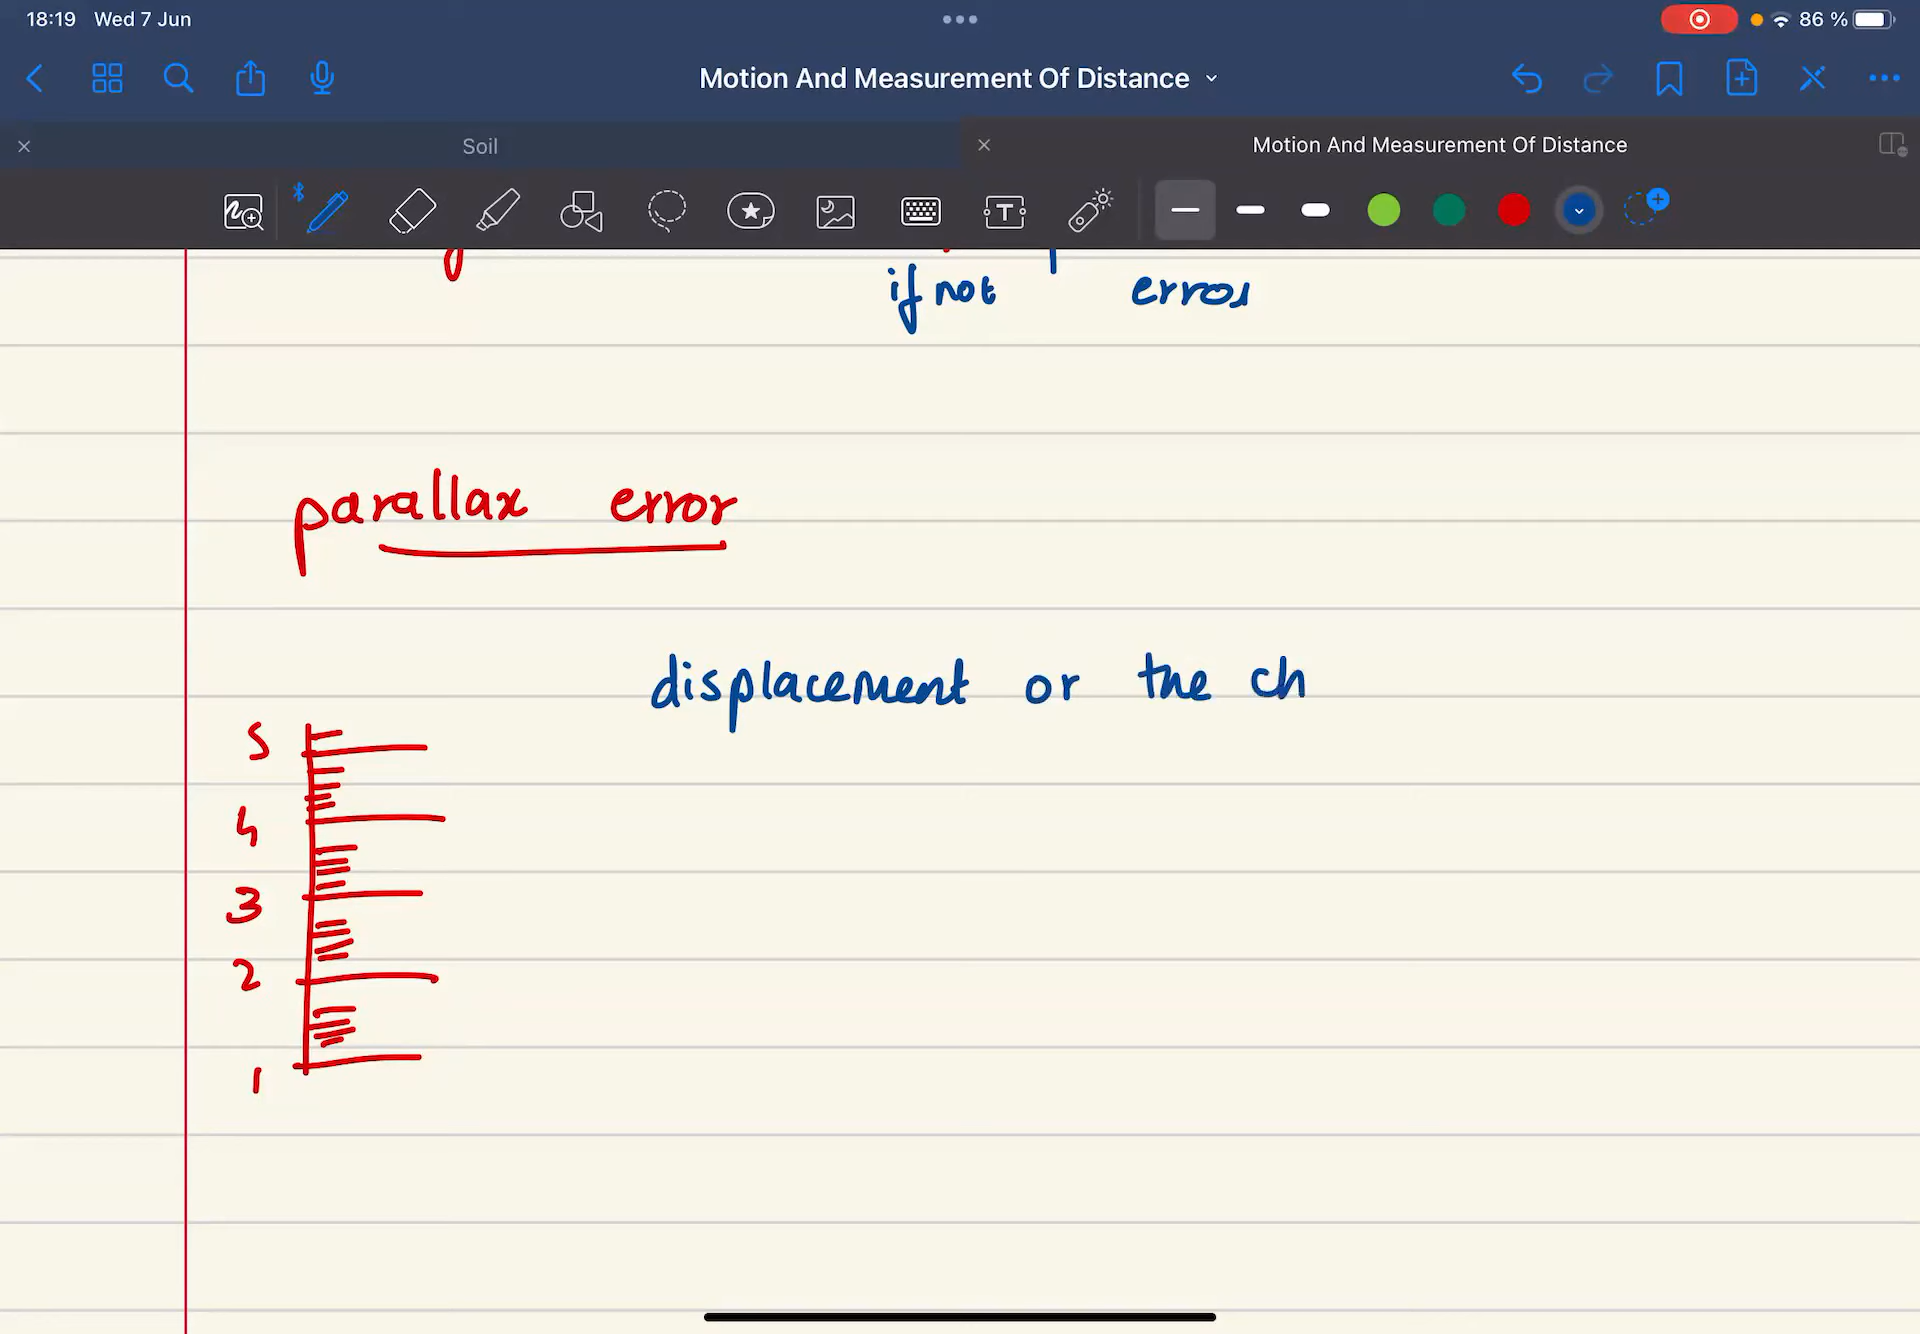 18:19 Wed 7 Jun
86 %
Motion And Measurement Of Distance
Soil
Motion And Measurement Of Distance
if not error
parallax error
displacement or the ch
5
4
3
2
1